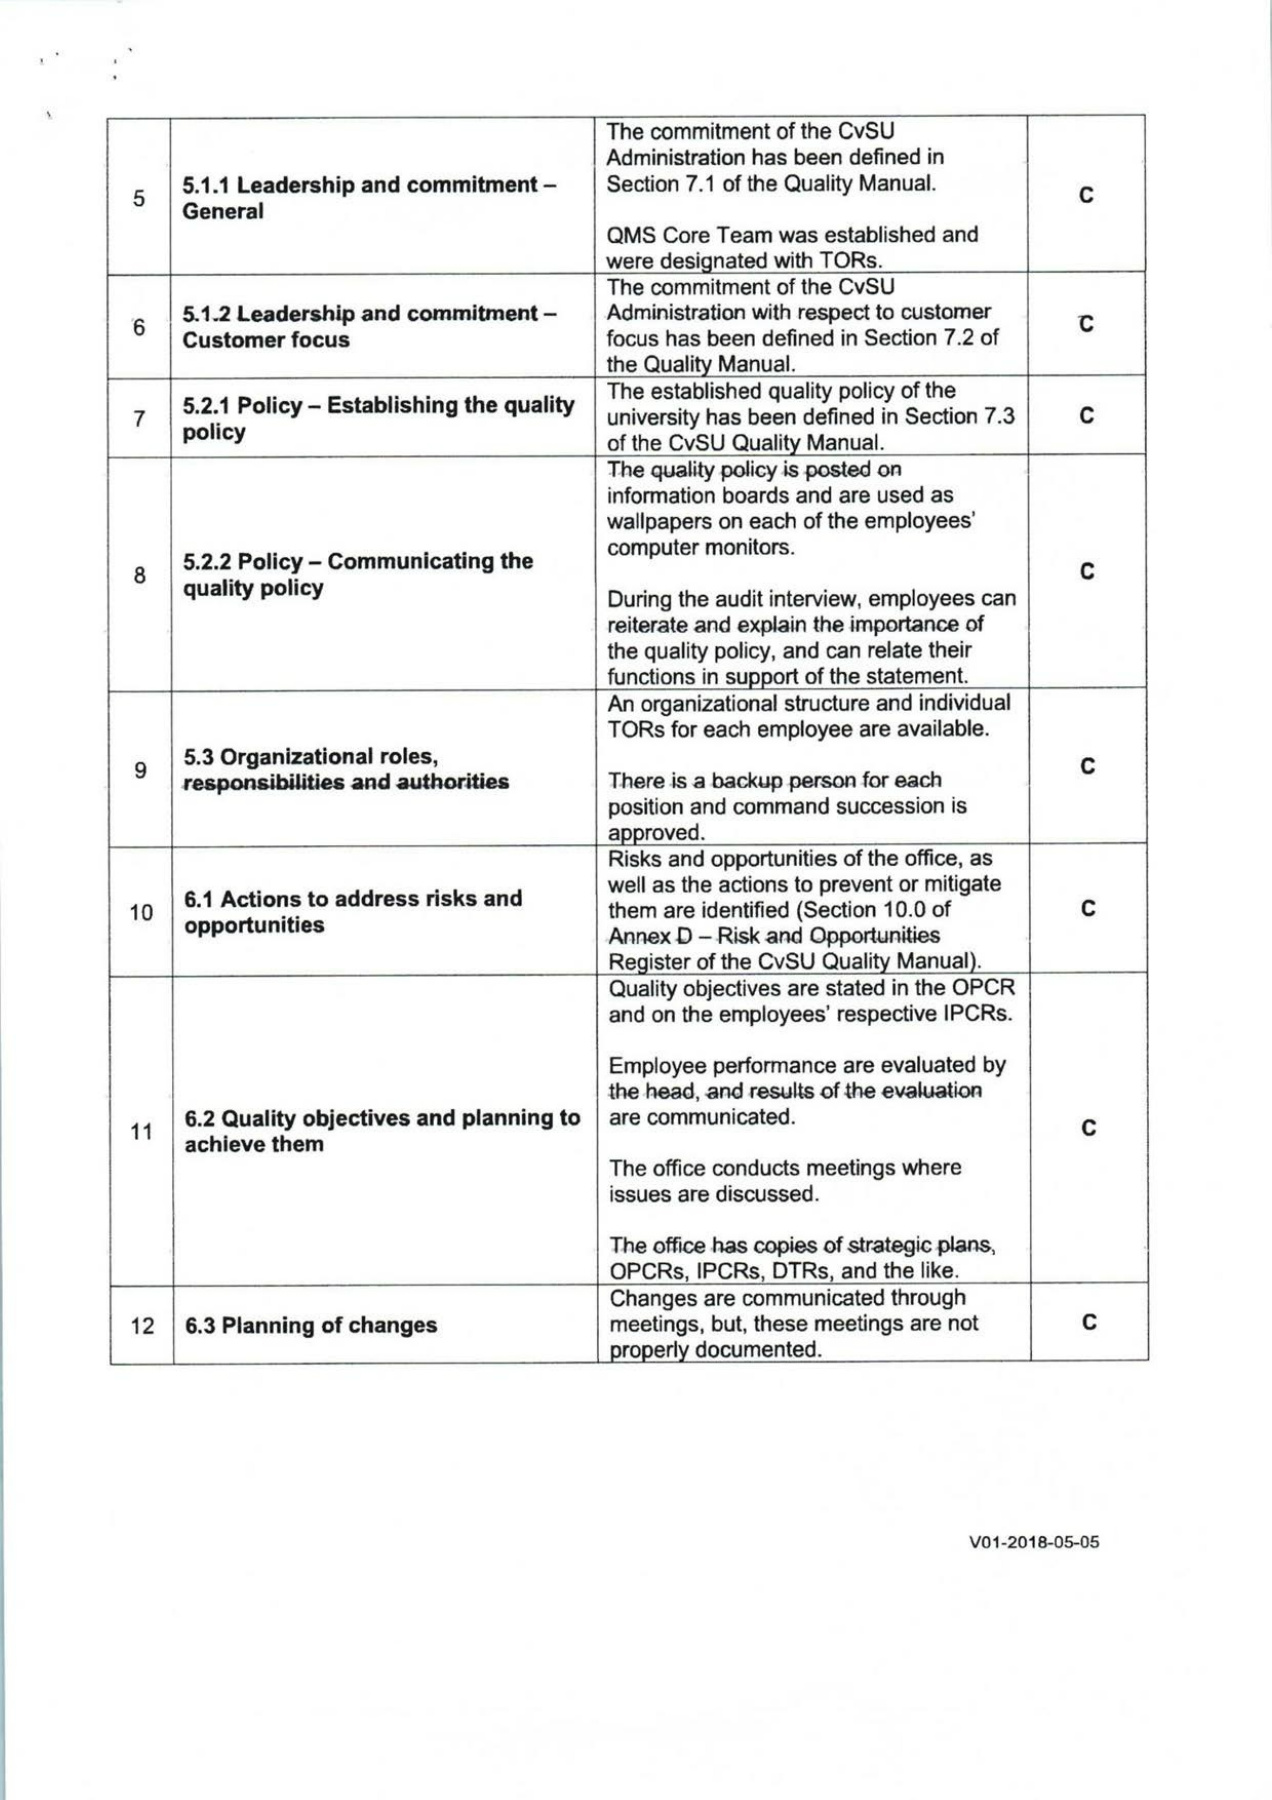 5
5.1.1 Leadership and commitment –
General
The commitment of the CvSU
Administration has been defined in
Section 7.1 of the Quality Manual.
QMS Core Team was established and
were designated with TORs.
C
6
5.1.2 Leadership and commitment –
Customer focus
The commitment of the CvSU
Administration with respect to customer
focus has been defined in Section 7.2 of
the Quality Manual.
C
7
5.2.1 Policy – Establishing the quality
policy
The established quality policy of the
university has been defined in Section 7.3
of the CvSU Quality Manual.
C
8
5.2.2 Policy – Communicating the
quality policy
The quality policy is posted on
information boards and are used as
wallpapers on each of the employees'
computer monitors.
During the audit interview, employees can
reiterate and explain the importance of
the quality policy, and can relate their
functions in support of the statement.
C
9
5.3 Organizational roles,
responsibilities and authorities
An organizational structure and individual
TORs for each employee are available.
There is a backup person for each
position and command succession is
approved.
C
10
6.1 Actions to address risks and
opportunities
Risks and opportunities of the office, as
well as the actions to prevent or mitigate
them are identified (Section 10.0 of
Annex D – Risk and Opportunities
Register of the CvSU Quality Manual).
C
11
6.2 Quality objectives and planning to
achieve them
Quality objectives are stated in the OPCR
and on the employees' respective IPCRs.
Employee performance are evaluated by
the head, and results of the evaluation
are communicated.
The office conducts meetings where
issues are discussed.
The office has copies of strategic plans,
OPCRs, IPCRs, DTRs, and the like.
C
12
6.3 Planning of changes
Changes are communicated through
meetings, but, these meetings are not
properly documented.
C
V01-2018-05-05